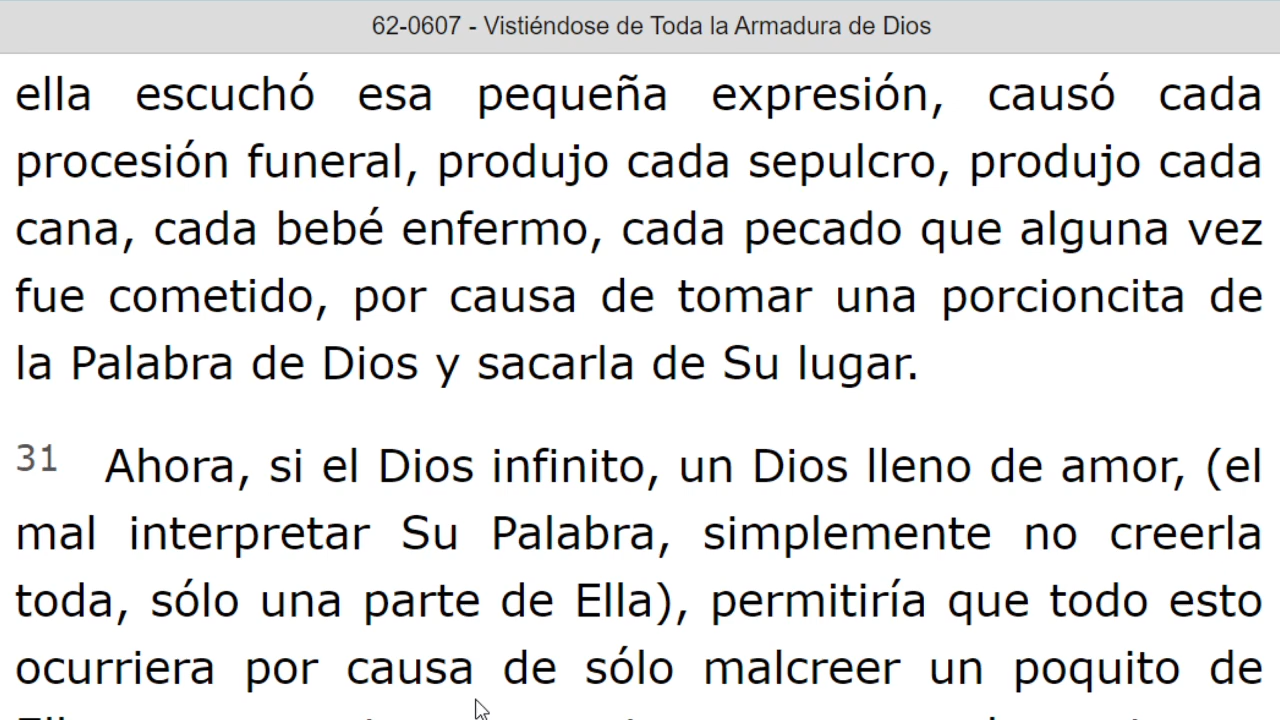 62-0607 - Vistiéndose de Toda la Armadura de Dios
ella escuchó esa pequeña expresión, causó cada
procesión funeral, produjo cada sepulcro, produjo cada
cana, cada bebé enfermo, cada pecado que alguna vez
fue cometido, por causa de tomar una porcioncita de
la Palabra de Dios y sacarla de Su lugar.
31 Ahora, si el Dios infinito, un Dios lleno de amor, (el
mal interpretar Su Palabra, simplemente no creerla
toda, sólo una parte de Ella), permitiría que todo esto
ocurriera por causa de sólo malcreer un poquito de